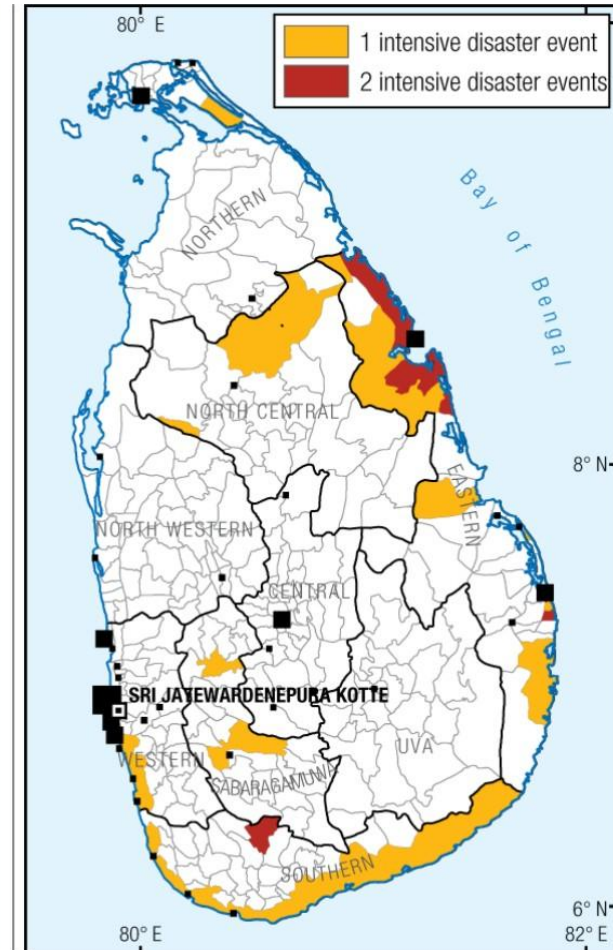 80° E
1 intensive disaster event
2 intensive disaster events
Bay of Bengal
NORTHERN
NORTH CENTRAL
8° N
EASTERN
NORTH WESTERN
CENTRAL
SRI JATEWARDENEPURA KOTTE
WESTERN
UVA
SABARAGAMUWA
SOUTHERN
6° N
80° E
82° E